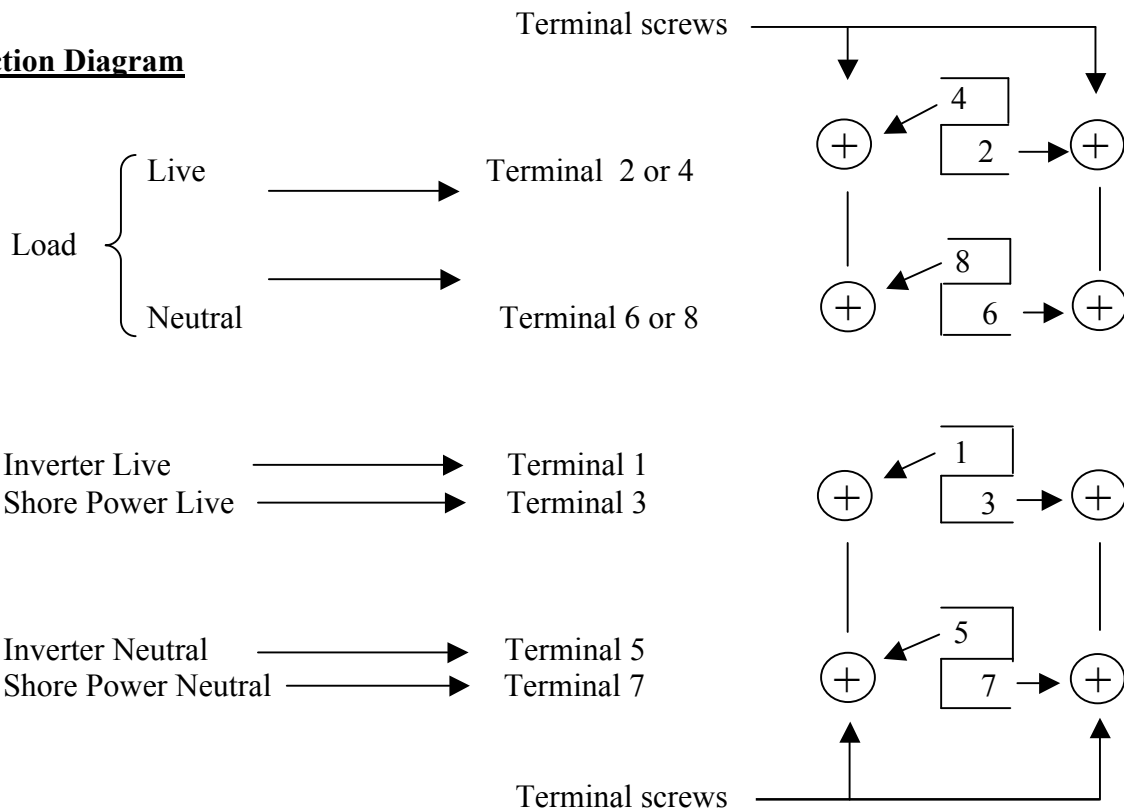 Terminal screws
Diagram
4
Live
Terminal 2 or 4
2
Load
8
Neutral
Terminal 6 or 8
6
Inverter Live
Terminal 1
1
Shore Power Live
Terminal 3
3
Inverter Neutral
Terminal 5
5
Shore Power Neutral
Terminal 7
7
Terminal screws